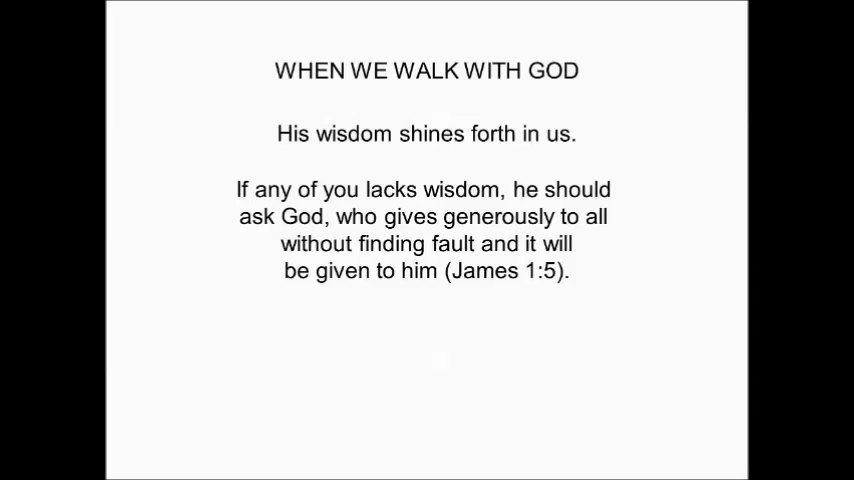 WHEN WE WALK WITH GOD
His wisdom shines forth in us.
If any of you lacks wisdom, he should
ask God, who gives generously to all
without finding fault and it will
be given to him (James 1:5).